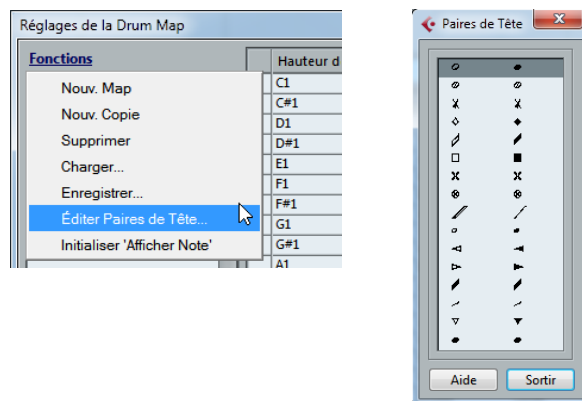 Réglages de la Drum Map
Fonctions
Hauteur d
Nouv. Map
Nouv. Copie
Supprimer
Charger...
Enregistrer...
Éditer Paires de Tête...
Initialiser 'Afficher Note'
C1
C#1
D1
D#1
E1
F1
F#1
G1
G#1
A1
Paires de Tête
Aide
Sortir